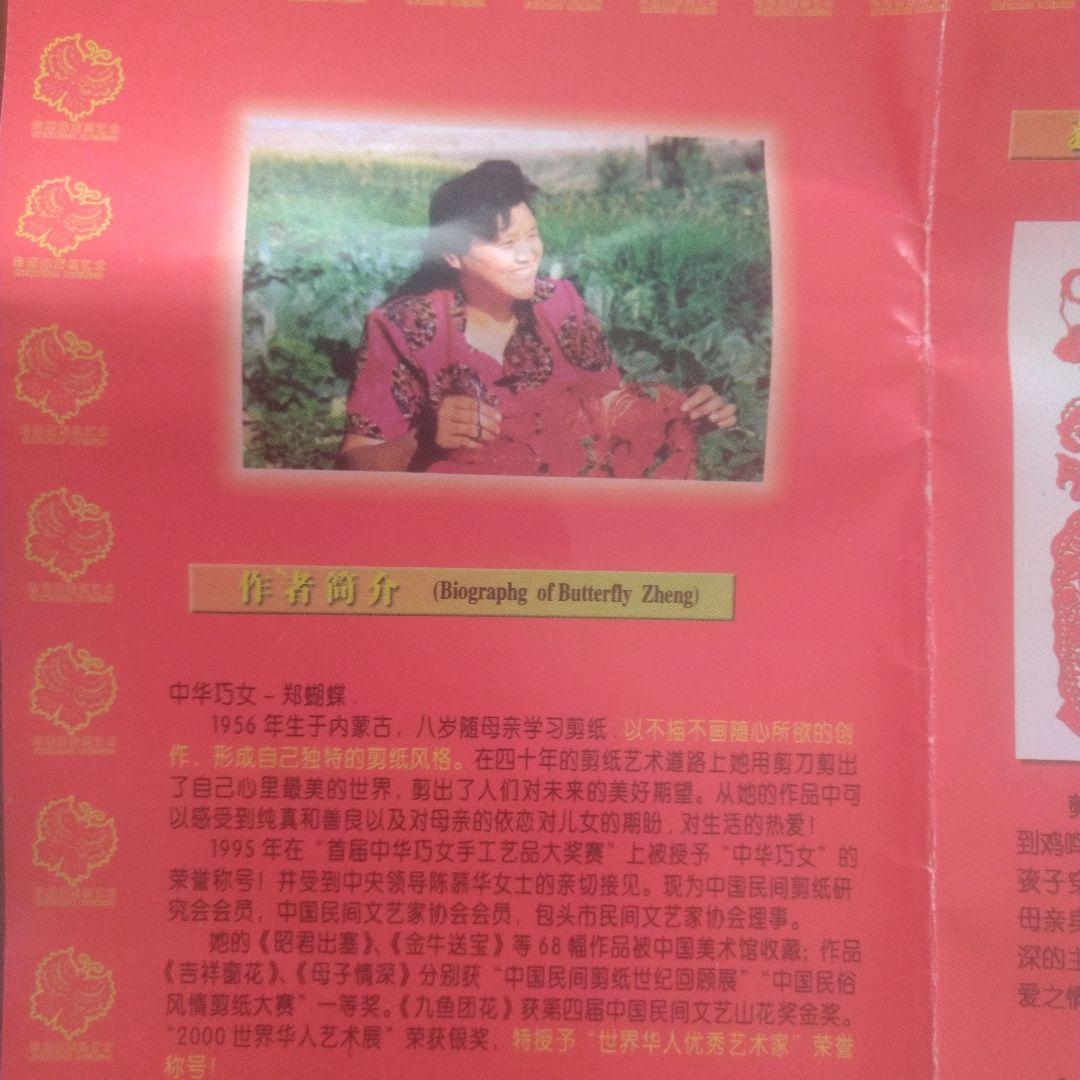 作者简介 (Biographg of Butterfly Zheng)
中华巧女－郑蝴蝶．
1956 年生于内蒙古，八岁随母亲学习剪纸．以不描不画随心所欲的创
作，形成自己独特的剪纸风格。在四十年的剪纸艺术道路上她用剪刀剪出
了自己心里最美的世界，剪出了人们对未来的美好期望。从她的作品中可
以感受到纯真和善良以及对母亲的依恋对儿女的期盼，对生活的热爱！
1995 年在“首届中华巧女手工艺品大奖赛”上被授予“中华巧女”的
荣誉称号！并受到中央领导陈慕华女士的亲切接见。现为中国民间剪纸研
究会会员，中国民间文艺家协会会员，包头市民间文艺家协会理事。
她的《昭君出塞》、《金牛送宝》等 68 幅作品被中国美术馆收藏；作品
《吉祥窗花》、《母子情深》分别获“中国民间剪纸世纪回顾展”“中国民俗
风情剪纸大赛”一等奖。《九鱼团花》获第四届中国民间文艺山花奖金奖。
“2000 世界华人艺术展”荣获银奖，特授予“世界华人优秀艺术家”荣誉
称号！
到鸡鸣
孩子穿
母亲身
深的主
爱之情